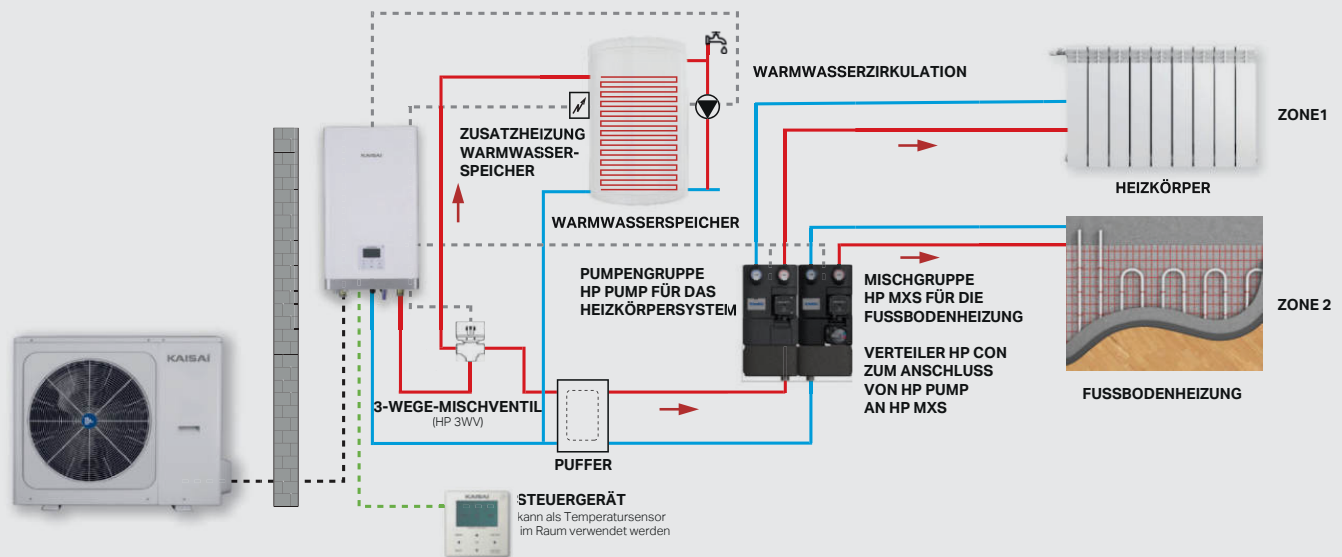 WARMWASSERZIRKULATION
ZONE1
KAISAI
ZUSATZHEIZUNG
WARMWASSER-
SPEICHER
HEIZKÖRPER
WARMWASSERSPEICHER
PUMPENGRUPPE
HP PUMP FÜR DAS
HEIZKÖRPERSYSTEM
MISCHGRUPPE
HP MXS FÜR DIE
FUSSBODENHEIZUNG
ZONE 2
VERTEILER HP CON
ZUM ANSCHLUSS
VON HP PUMP
AN HP MXS
KAISAI
FUSSBODENHEIZUNG
3-WEGE-MISCHVENTIL
(HP 3WV)
PUFFER
KAISAI
STEUERGERÄT
kann als Temperatursensor
im Raum verwendet werden